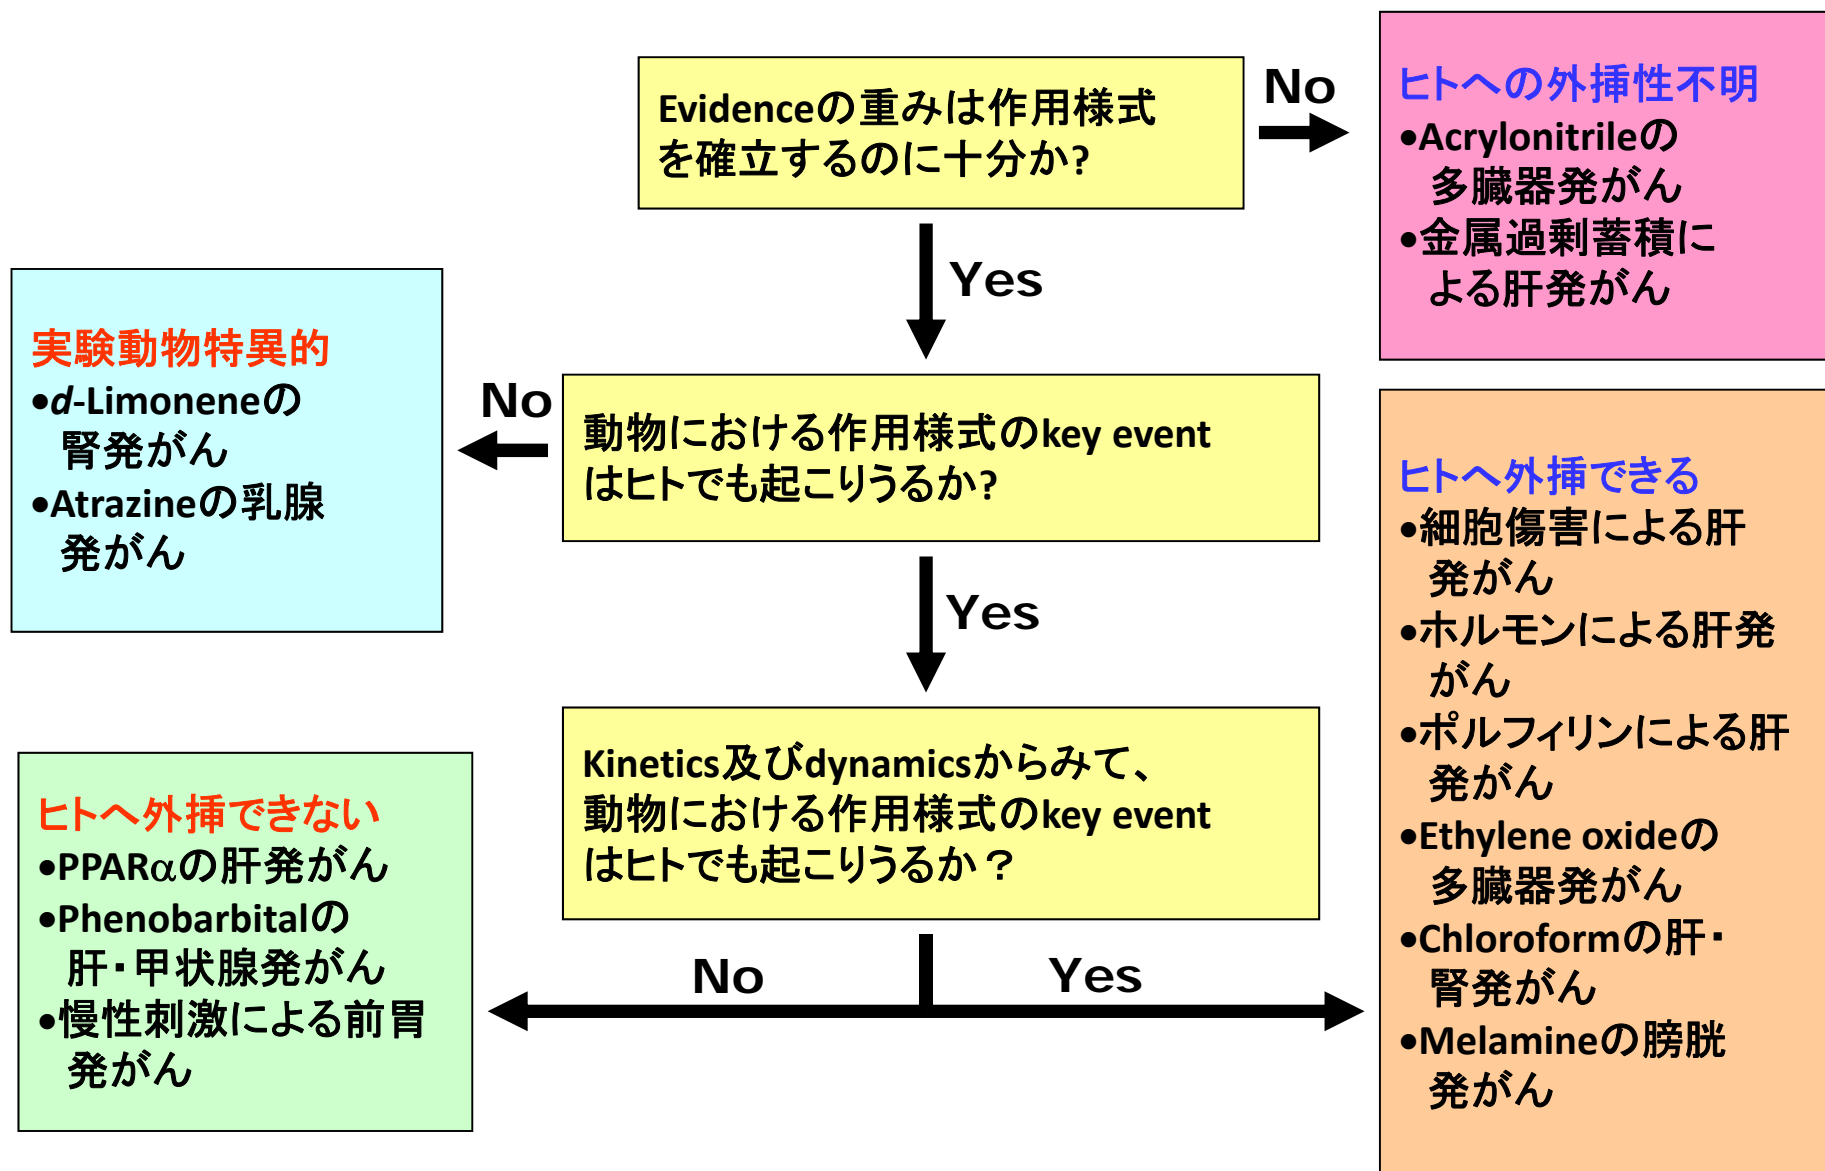 Evidenceの重みは作用様式
を確立するのに十分か?
No
ヒトへの外挿性不明
•Acrylonitrileの
多臓器発がん
•金属過剰蓄積に
よる肝発がん
Yes
実験動物特異的
•d-Limoneneの
腎発がん
•Atrazineの乳腺
発がん
No
動物における作用様式のkey event
はヒトでも起こりうるか?
Yes
ヒトへ外挿できる
•細胞傷害による肝
発がん
•ホルモンによる肝発
がん
•ポルフィリンによる肝
発がん
•Ethylene oxideの
多臓器発がん
•Chloroformの肝・
腎発がん
•Melamineの膀胱
発がん
Kinetics及びdynamicsからみて、
動物における作用様式のkey event
はヒトでも起こりうるか？
No
Yes
ヒトへ外挿できない
•PPARαの肝発がん
•Phenobarbitalの
肝・甲状腺発がん
•慢性刺激による前胃
発がん